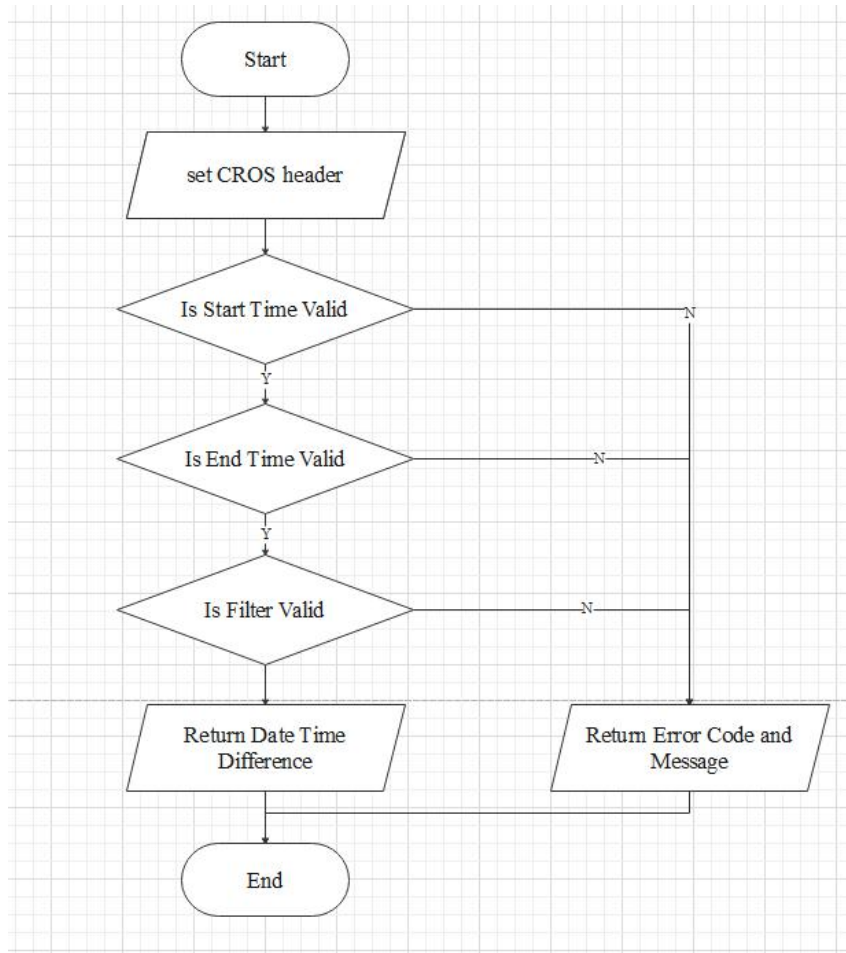 Start
set CROS header
Is Start Time Valid
N
Y
Is End Time Valid
N
Y
Is Filter Valid
N
Return Date Time
Difference
Return Error Code and
Message
End